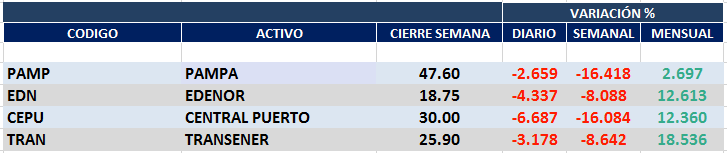 VARIACIÓN %
CODIGO ACTIVO CIERRE SEMANA DIARIO SEMANAL MENSUAL
PAMP PAMPA 47.60 -2.659 -16.418 2.697
EDN EDENOR 18.75 -4.337 -8.088 12.613
CEPU CENTRAL PUERTO 30.00 -6.687 -16.084 12.360
TRAN TRANSENER 25.90 -3.178 -8.642 18.536